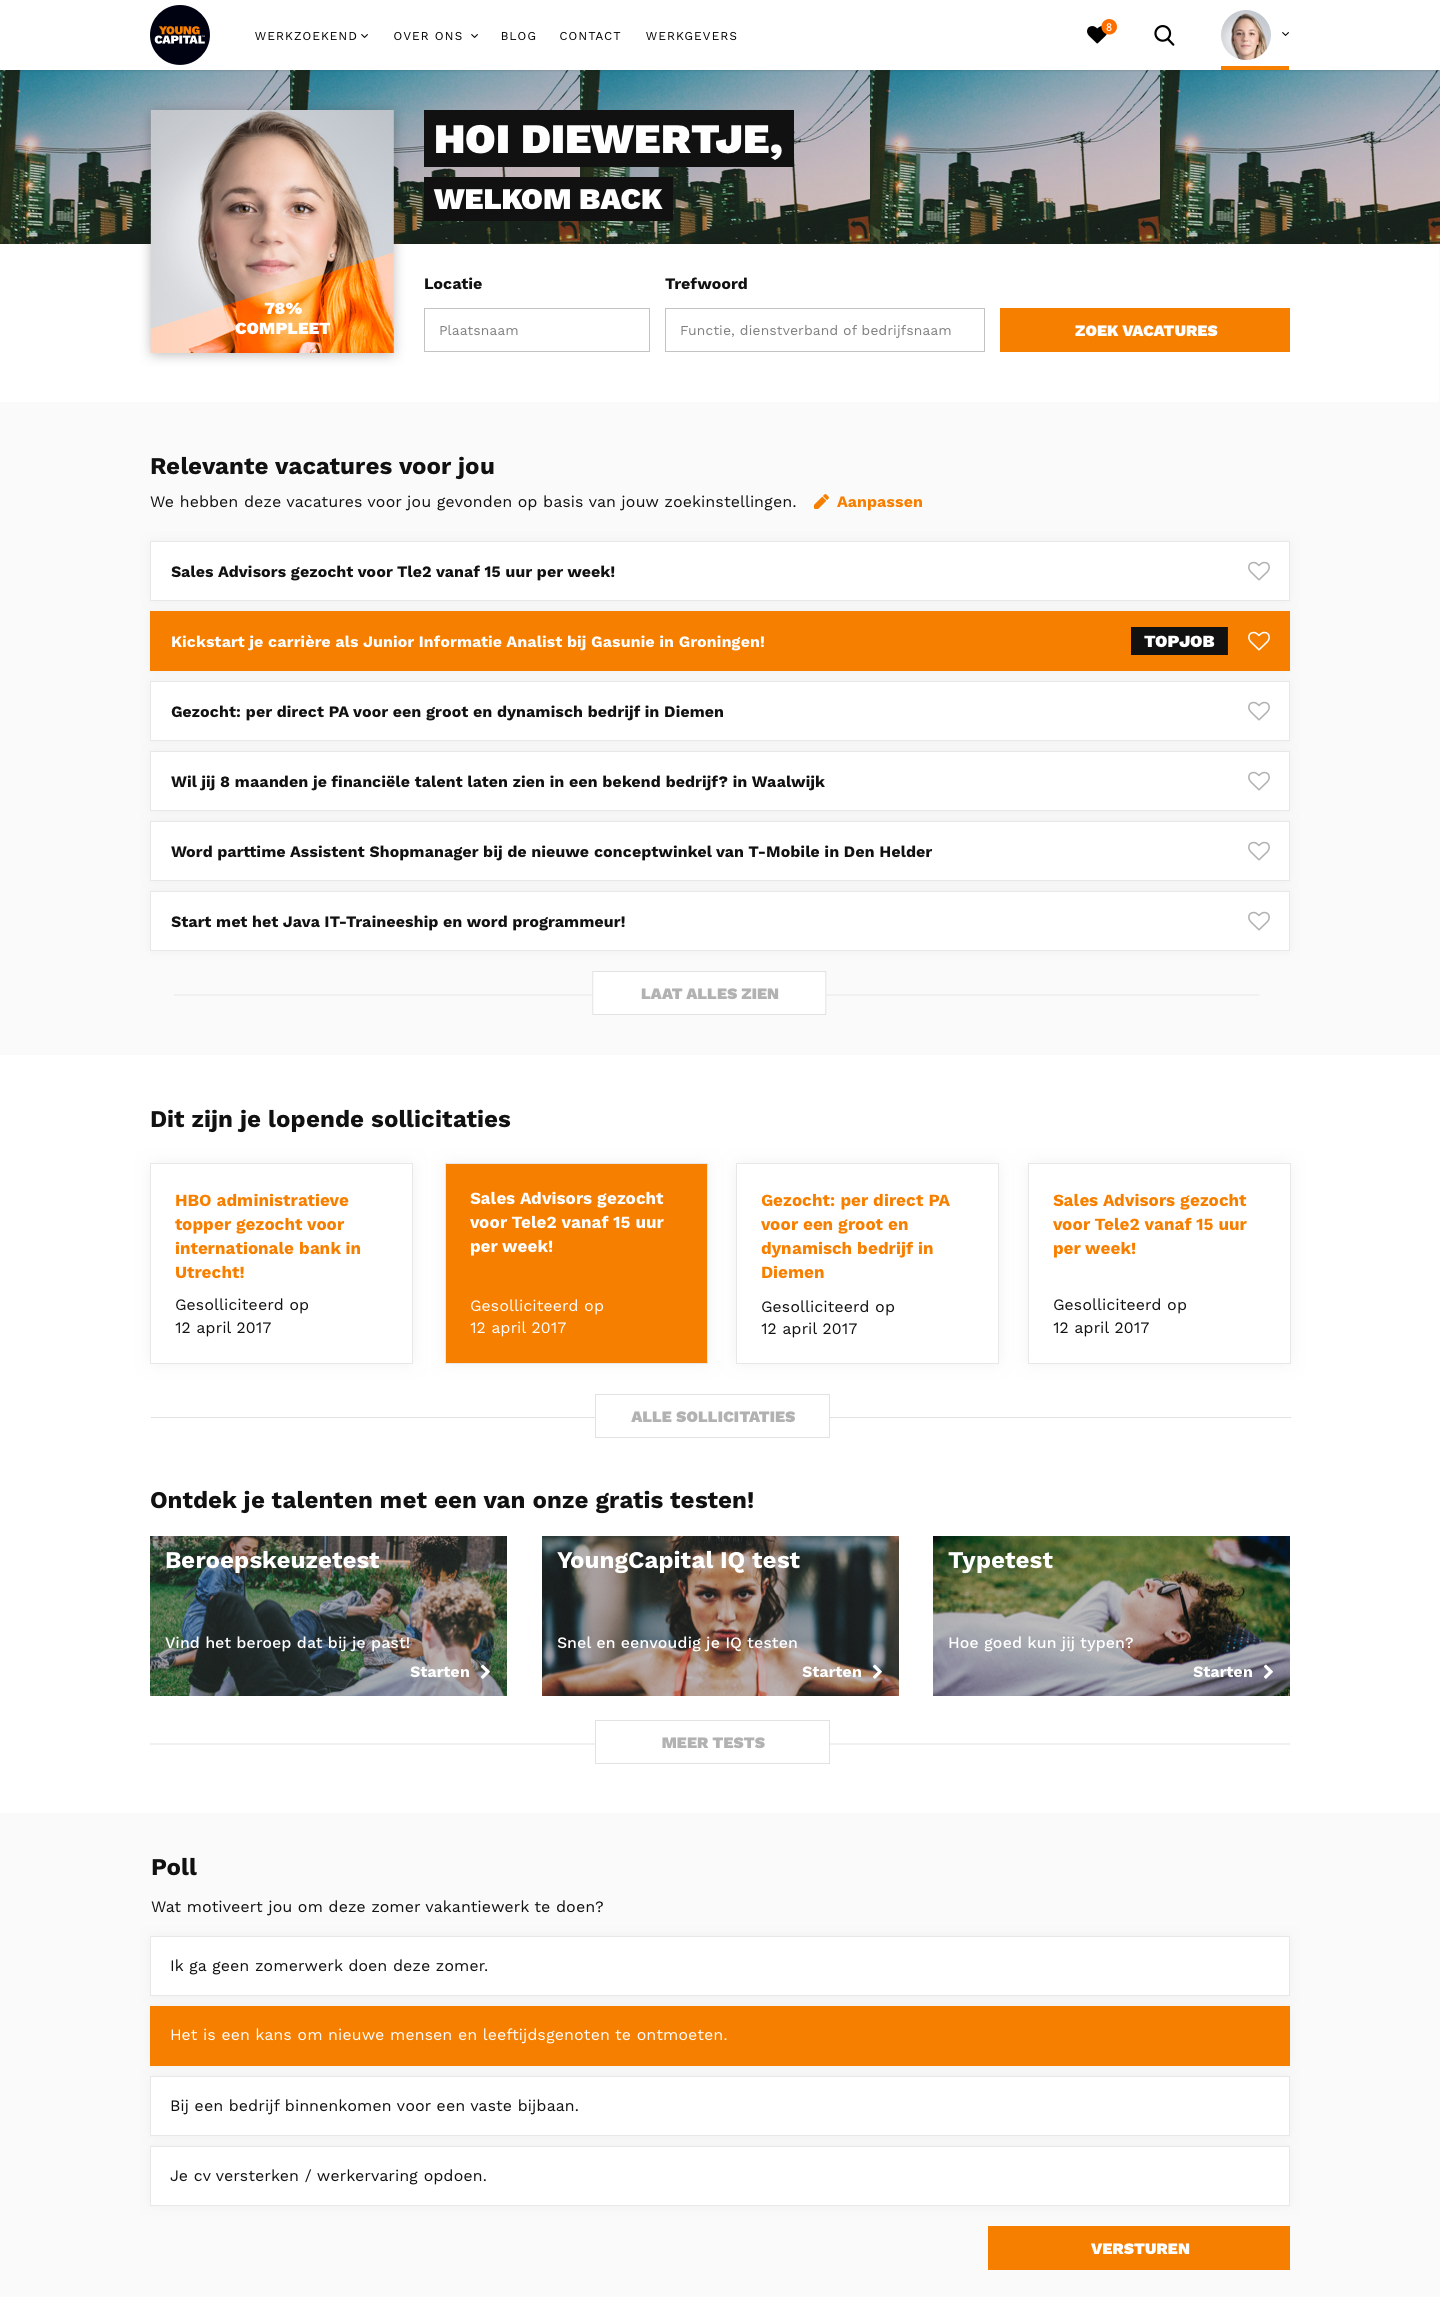 YOUNG
CAPITAL
WERKZOEKEND
OVER ONS
BLOG
CONTACT
WERKGEVERS
8
HOI DIEWERTJE,
WELKOM BACK
78%
COMPLEET
Locatie
Trefwoord
Plaatsnaam
Functie, dienstverband of bedrijfsnaam
ZOEK VACATURES
Relevante vacatures voor jou
We hebben deze vacatures voor jou gevonden op basis van jouw zoekinstellingen. Aanpassen
Sales Advisors gezocht voor Tle2 vanaf 15 uur per week!
Kickstart je carrière als Junior Informatie Analist bij Gasunie in Groningen! TOPJOB
Gezocht: per direct PA voor een groot en dynamisch bedrijf in Diemen
Wil jij 8 maanden je financiële talent laten zien in een bekend bedrijf? in Waalwijk
Word parttime Assistent Shopmanager bij de nieuwe conceptwinkel van T-Mobile in Den Helder
Start met het Java IT-Traineeship en word programmeur!
LAAT ALLES ZIEN
Dit zijn je lopende sollicitaties
HBO administratieve
topper gezocht voor
internationale bank in
Utrecht!
Gesolliciteerd op
12 april 2017
Sales Advisors gezocht
voor Tele2 vanaf 15 uur
per week!
Gesolliciteerd op
12 april 2017
Gezocht: per direct PA
voor een groot en
dynamisch bedrijf in
Diemen
Gesolliciteerd op
12 april 2017
Sales Advisors gezocht
voor Tele2 vanaf 15 uur
per week!
Gesolliciteerd op
12 april 2017
ALLE SOLLICITATIES
Ontdek je talenten met een van onze gratis testen!
Beroepskeuzetest
Vind het beroep dat bij je past!
Starten
YoungCapital IQ test
Snel en eenvoudig je IQ testen
Starten
Typetest
Hoe goed kun jij typen?
Starten
MEER TESTS
Poll
Wat motiveert jou om deze zomer vakantiewerk te doen?
Ik ga geen zomerwerk doen deze zomer.
Het is een kans om nieuwe mensen en leeftijdsgenoten te ontmoeten.
Bij een bedrijf binnenkomen voor een vaste bijbaan.
Je cv versterken / werkervaring opdoen.
VERSTUREN